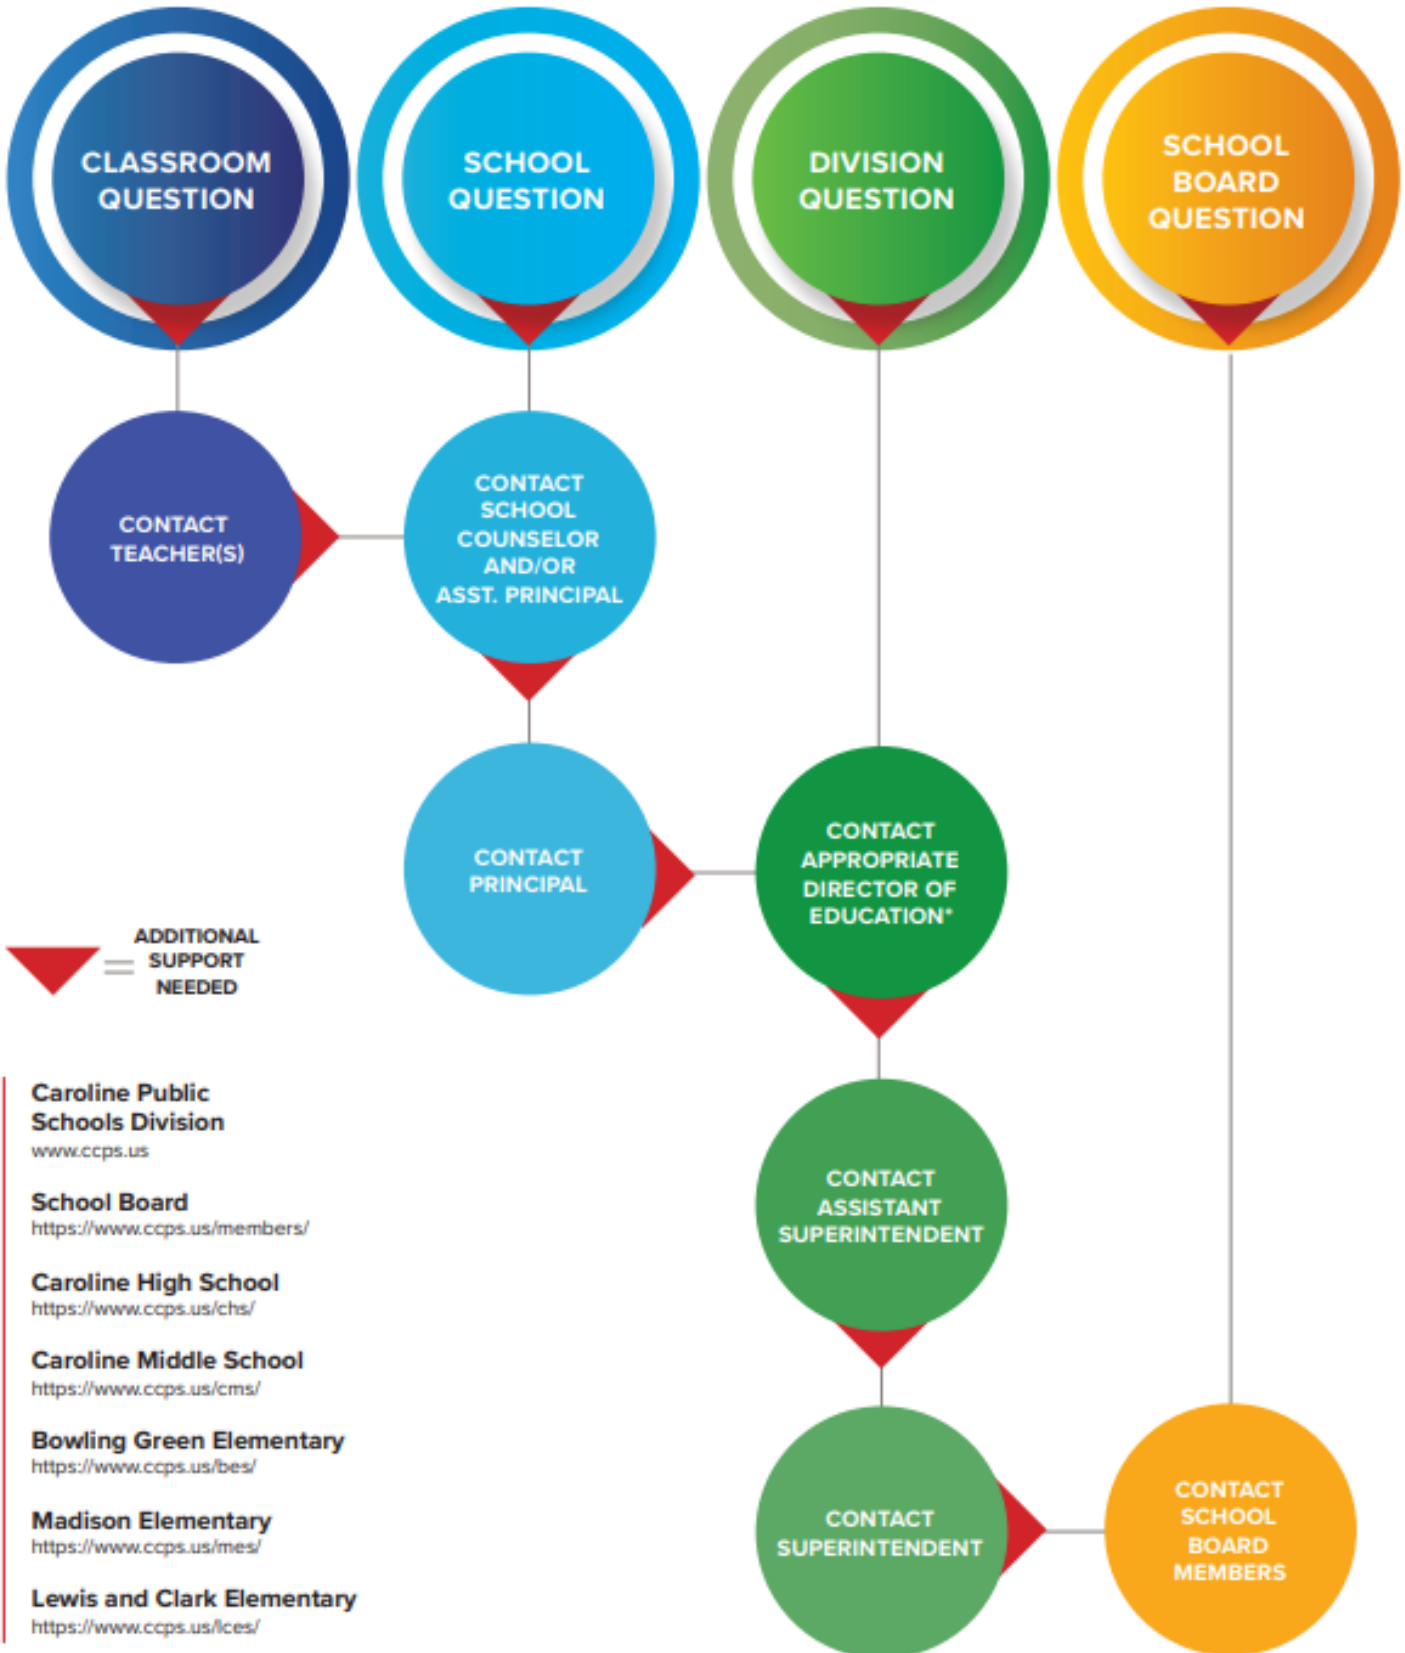 CLASSROOM
QUESTION
SCHOOL
QUESTION
DIVISION
QUESTION
SCHOOL
BOARD
QUESTION
CONTACT
TEACHER(S)
CONTACT
SCHOOL
COUNSELOR
AND/OR
ASST. PRINCIPAL
CONTACT
PRINCIPAL
CONTACT
APPROPRIATE
DIRECTOR OF
EDUCATION*
CONTACT
ASSISTANT
SUPERINTENDENT
CONTACT
SUPERINTENDENT
CONTACT
SCHOOL
BOARD
MEMBERS
=
ADDITIONAL
SUPPORT
NEEDED
Caroline Public
Schools Division
www.ccps.us
School Board
https://www.ccps.us/members/
Caroline High School
https://www.ccps.us/chs/
Caroline Middle School
https://www.ccps.us/cms/
Bowling Green Elementary
https://www.ccps.us/bes/
Madison Elementary
https://www.ccps.us/mes/
Lewis and Clark Elementary
https://www.ccps.us/lces/